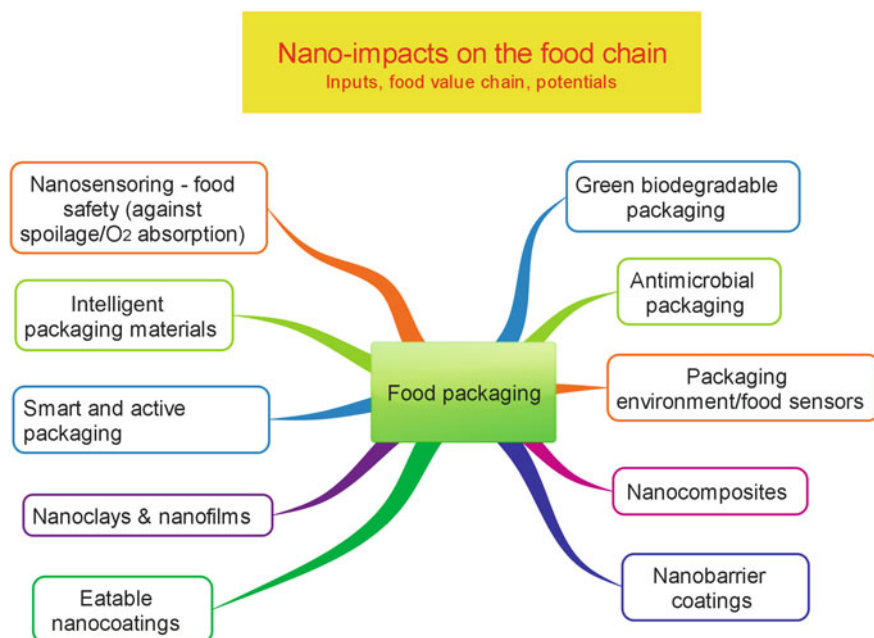 Nano-impacts on the food chain
Inputs, food value chain, potentials
Nanosensoring - food
safety (against
spoilage/O2 absorption)
Intelligent
packaging materials
Smart and active
packaging
Nanoclays & nanofilms
Eatable
nanocoatings
Food packaging
Green biodegradable
packaging
Antimicrobial
packaging
Packaging
environment/food sensors
Nanocomposites
Nanobarrier
coatings